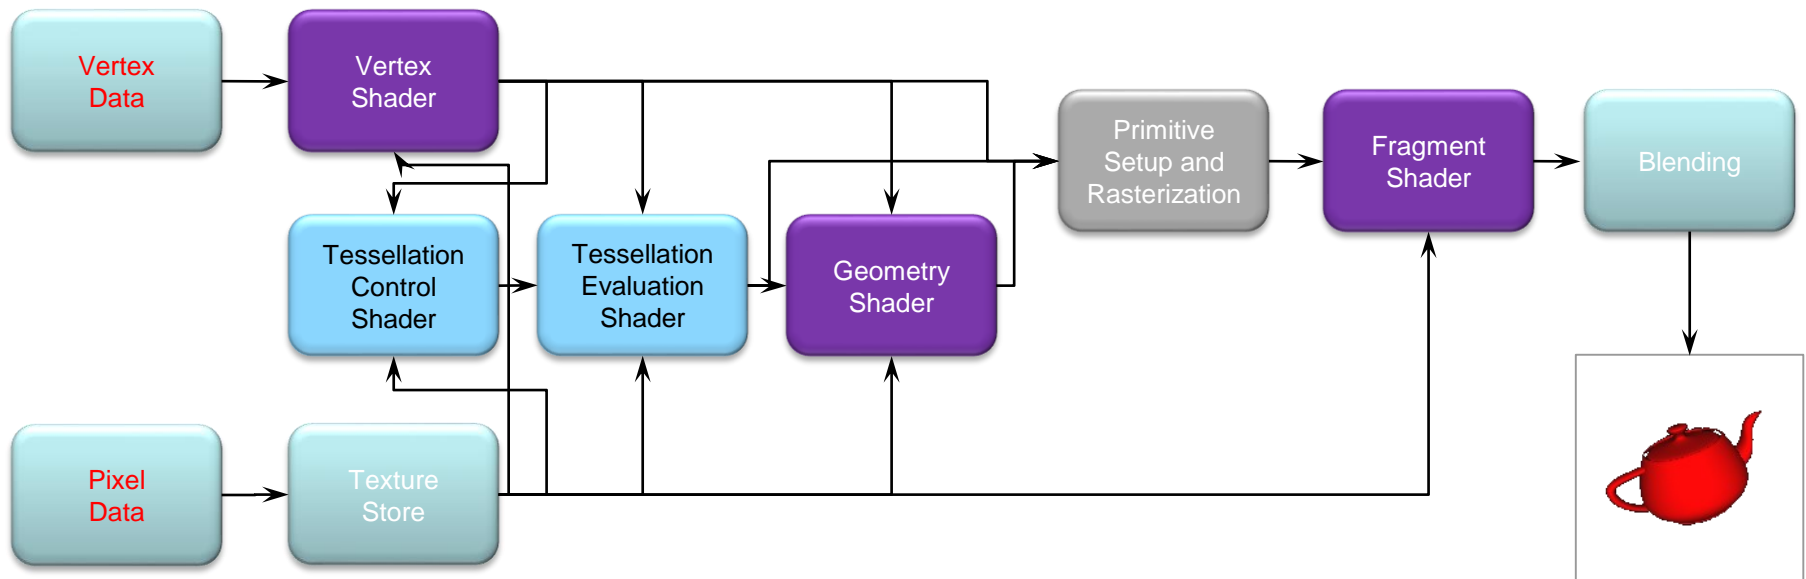 Vertex
Data
Vertex
Shader
Primitive
Setup and
Rasterization
Fragment
Shader
Blending
Tessellation
Control
Shader
Tessellation
Evaluation
Shader
Geometry
Shader
Pixel
Data
Texture
Store